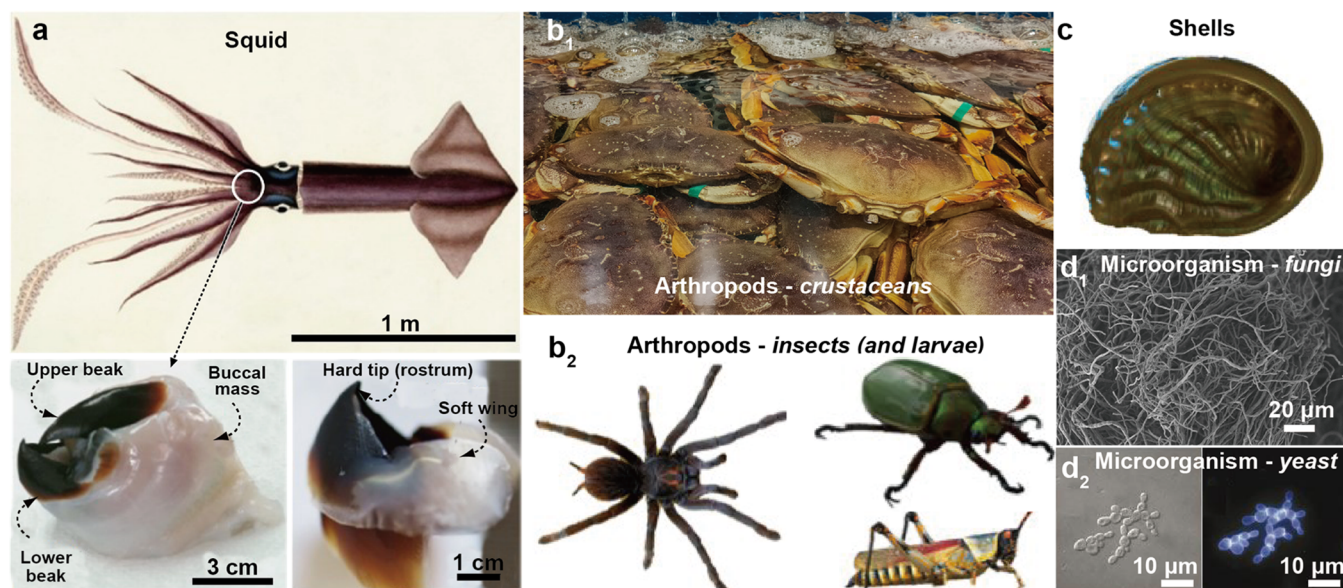 a
Squid
1 m
Upper beak
Buccal
mass
Lower
beak
3 cm
Hard tip (rostrum)
Soft wing
1 cm
b1
Arthropods - crustaceans
b2
Arthropods - insects (and larvae)
c
Shells
d1 Microorganism - fungi
20 µm
d2 Microorganism - yeast
10 µm
10 µm